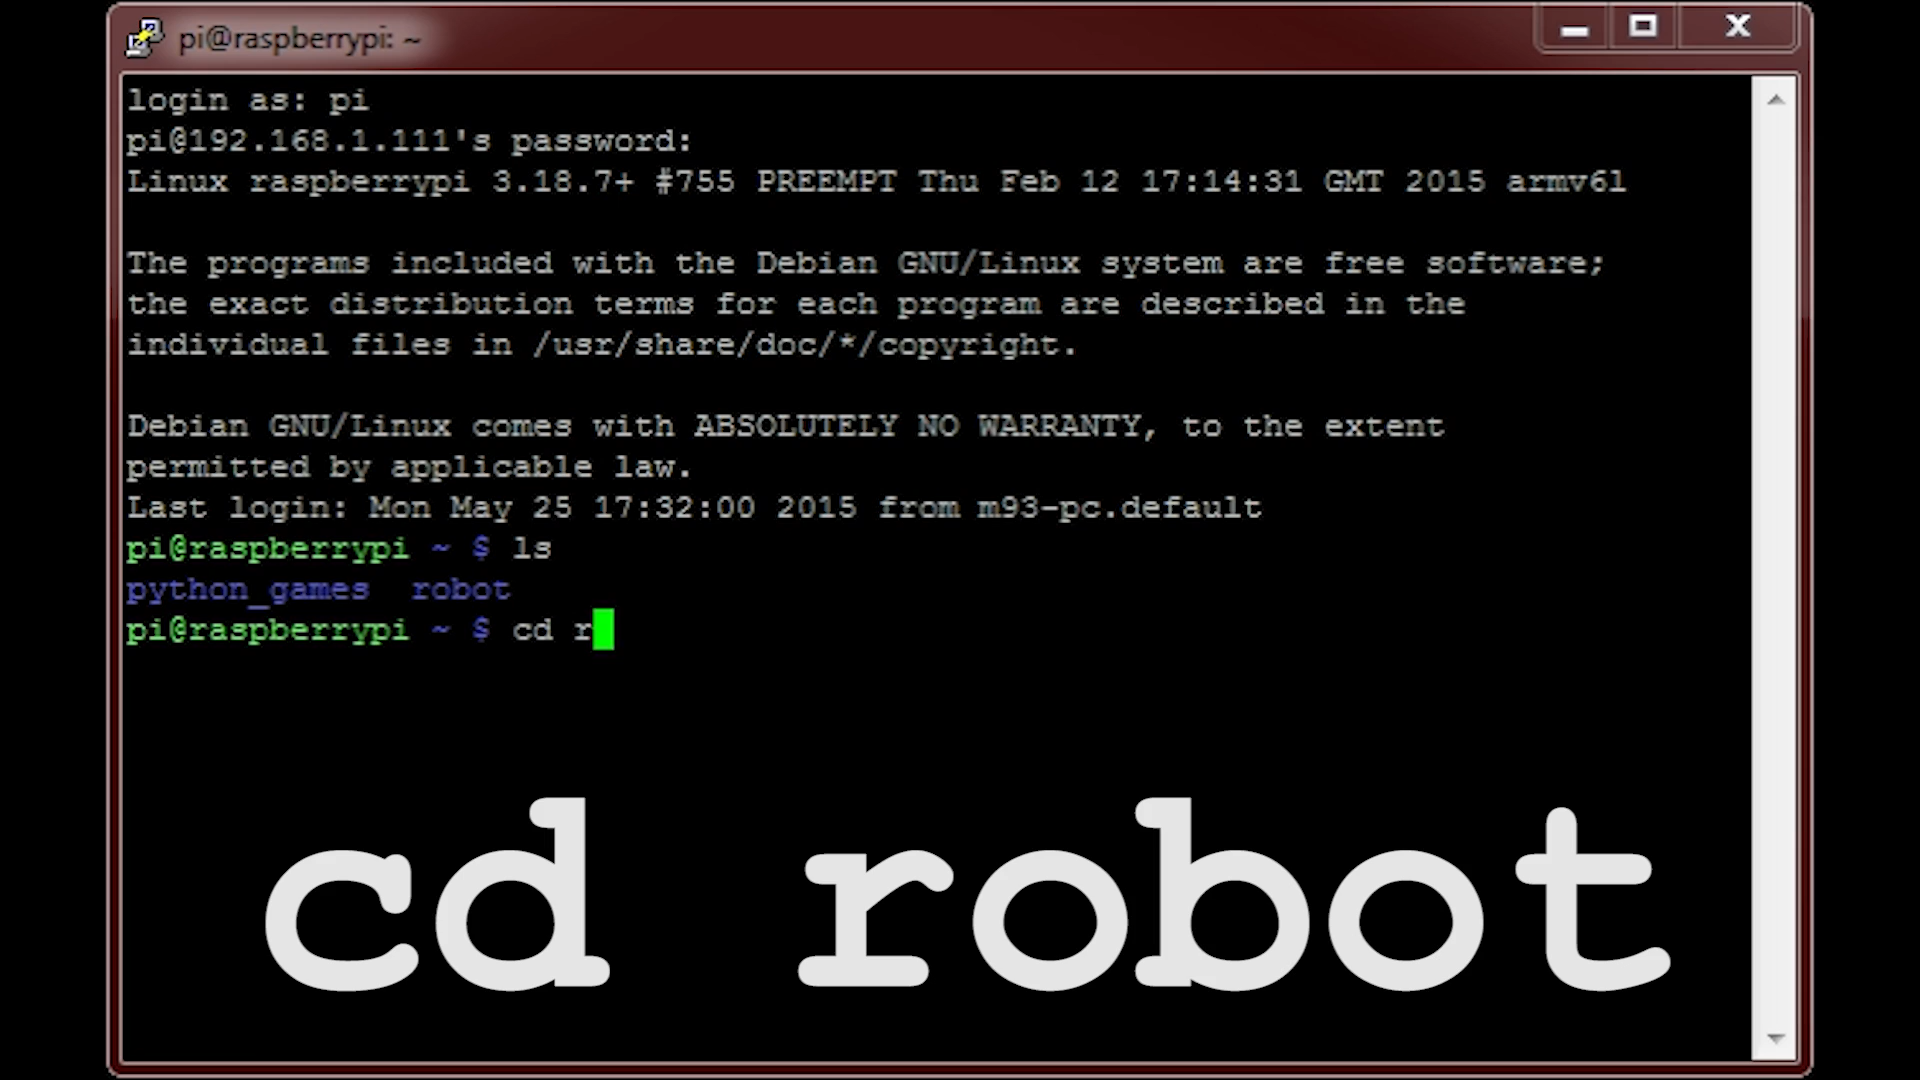 pi@raspberrypi: ~
login as: pi
pi@192.168.1.111's password:
Linux raspberrypi 3.18.7+ #755 PREEMPT Thu Feb 12 17:14:31 GMT 2015 armv6l
The programs included with the Debian GNU/Linux system are free software;
the exact distribution terms for each program are described in the
individual files in /usr/share/doc/*/copyright.
Debian GNU/Linux comes with ABSOLUTELY NO WARRANTY, to the extent
permitted by applicable law.
Last login: Mon May 25 17:32:00 2015 from m93-pc.default
pi@raspberrypi ~ $ ls
python_games  robot
pi@raspberrypi ~ $ cd r
cd robot